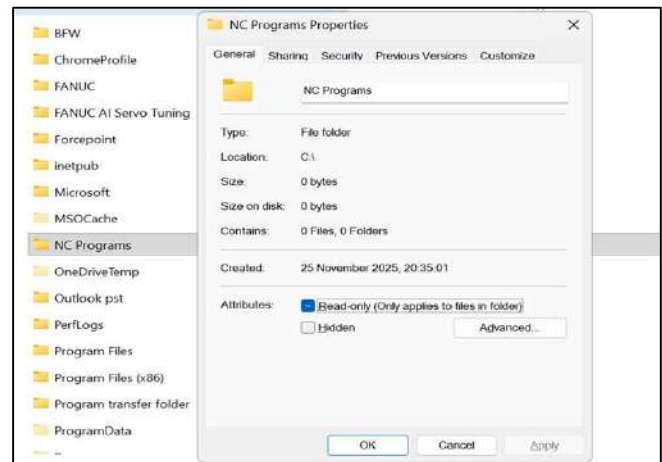 BFW
ChromeProfile
FANUC
FANUC AI Servo Tuning
Forcepoint
inetpub
Microsoft
MSOCache
NC Programs
OneDriveTemp
Outlook pst
PerfLogs
Program Files
Program Files (x86)
Program transfer folder
ProgramData
NC Programs Properties
General Sharing Security Previous Versions Customize
NC Programs
Type: File folder
Location: C:\
Size: 0 bytes
Size on disk: 0 bytes
Contains: 0 Files, 0 Folders
Created: 25 November 2025, 20:35:01
Attributes: Read-only (Only applies to files in folder)
Hidden Advanced...
OK Cancel Apply